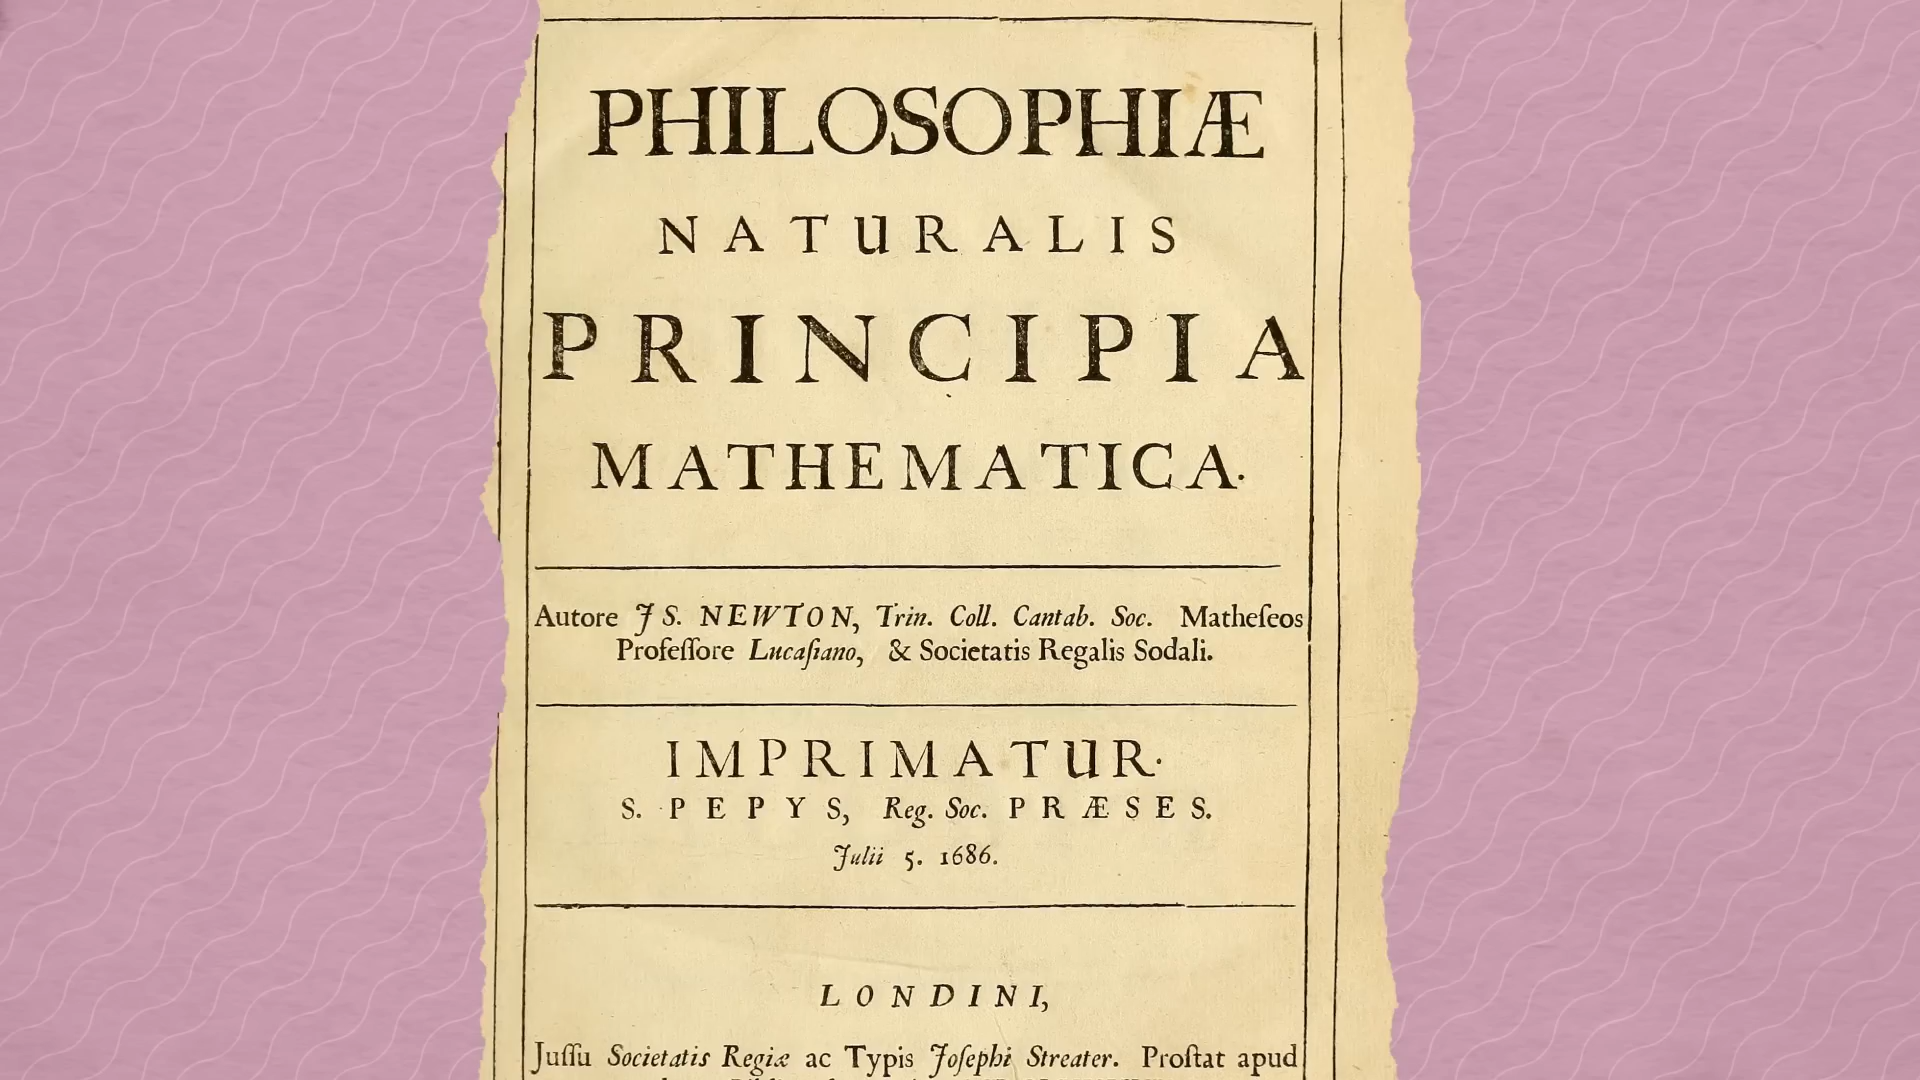 PHILOSOPHIÆ
NATURALIS
PRINCIPIA
MATHEMATICA.
Autore JS. NEWTON, Trin. Coll. Cantab. Soc. Matheſeos
Profeſſore Lucaſiano, & Societatis Regalis Sodali.
IMPRIMATUR.
S. PEPYS, Reg. Soc. PRÆSES.
Julii 5. 1686.
LONDINI,
Juſſu Societatis Regiæ ac Typis Joſephi Streater. Proſtat apud